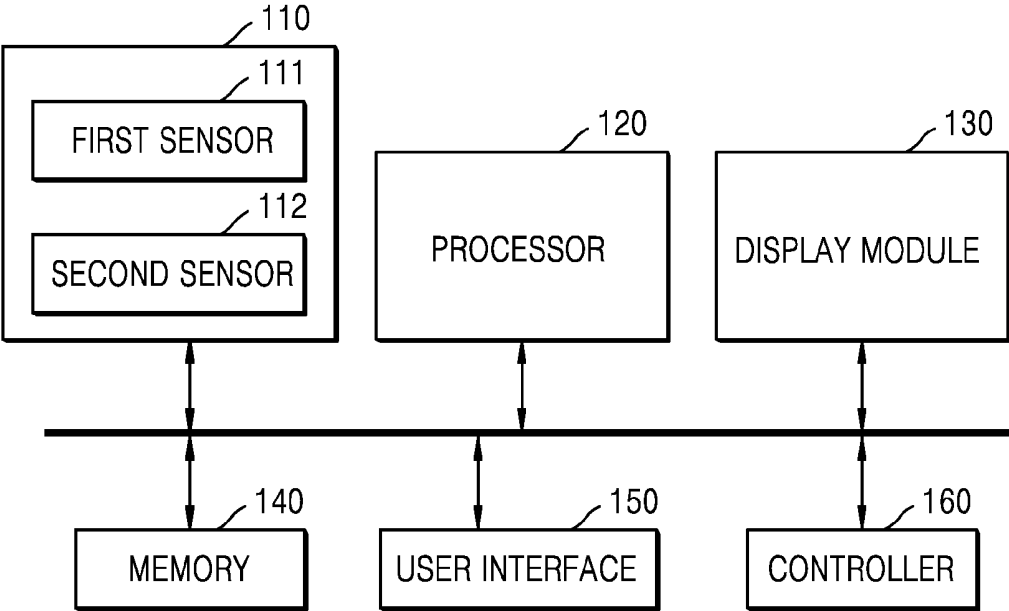 110
111
FIRST SENSOR
112
SECOND SENSOR
120
PROCESSOR
130
DISPLAY MODULE
140
MEMORY
150
USER INTERFACE
160
CONTROLLER